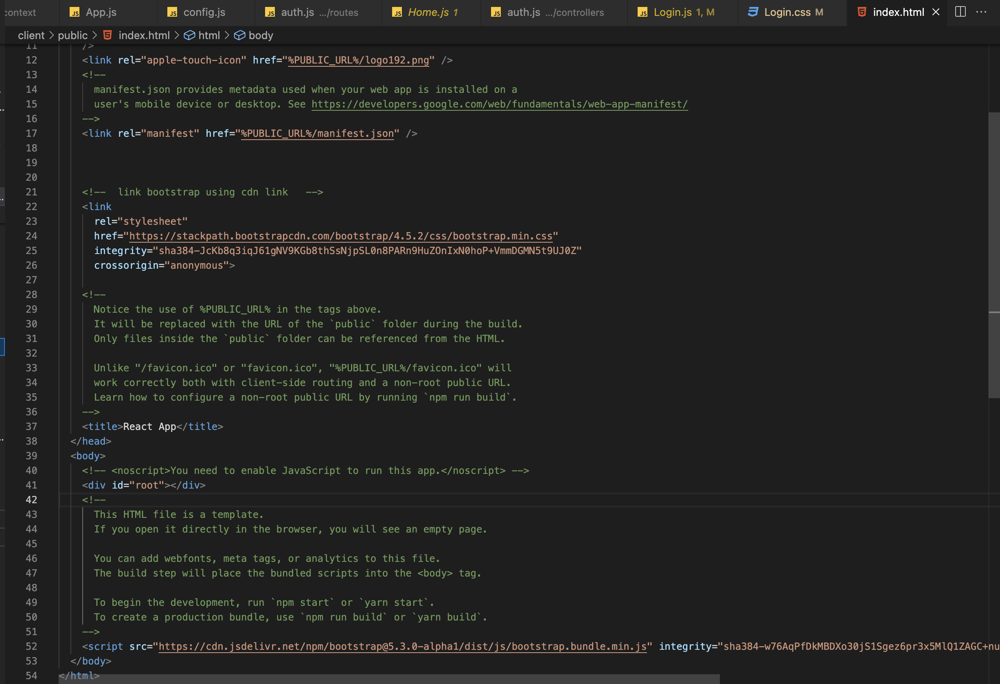 context
App.js
config.js
auth.js .../routes
Home.js 1
auth.js .../controllers
Login.js 1, M
Login.css M
index.html
client > public > index.html > html > body
11 />
12 <link rel="apple-touch-icon" href="%PUBLIC_URL%/logo192.png" />
13 <!--
14 manifest.json provides metadata used when your web app is installed on a
15 user's mobile device or desktop. See https://developers.google.com/web/fundamentals/web-app-manifest/
16 -->
17 <link rel="manifest" href="%PUBLIC_URL%/manifest.json" />
18
19
20
21 <!--  link bootstrap using cdn link   -->
22 <link
23 rel="stylesheet"
24 href="https://stackpath.bootstrapcdn.com/bootstrap/4.5.2/css/bootstrap.min.css"
25 integrity="sha384-JcKb8q3iqJ61gNV9KGb8thSsNjpSL0n8PARn9HuZOnIxN0hoP+VmmDGMN5t9UJ0Z"
26 crossorigin="anonymous">
27
28 <!--
29 Notice the use of %PUBLIC_URL% in the tags above.
30 It will be replaced with the URL of the `public` folder during the build.
31 Only files inside the `public` folder can be referenced from the HTML.
32
33 Unlike "/favicon.ico" or "favicon.ico", "%PUBLIC_URL%/favicon.ico" will
34 work correctly both with client-side routing and a non-root public URL.
35 Learn how to configure a non-root public URL by running `npm run build`.
36 -->
37 <title>React App</title>
38 </head>
39 <body>
40 <!-- <noscript>You need to enable JavaScript to run this app.</noscript> -->
41 <div id="root"></div>
42 <!--
43 This HTML file is a template.
44 If you open it directly in the browser, you will see an empty page.
45
46 You can add webfonts, meta tags, or analytics to this file.
47 The build step will place the bundled scripts into the <body> tag.
48
49 To begin the development, run `npm start` or `yarn start`.
50 To create a production bundle, use `npm run build` or `yarn build`.
51 -->
52 <script src="https://cdn.jsdelivr.net/npm/bootstrap@5.3.0-alpha1/dist/js/bootstrap.bundle.min.js" integrity="sha384-w76AqPfDkMBDXo30jS1Sgez6pr3x5MlQ1ZAGC+nu
53 </body>
54 </html>